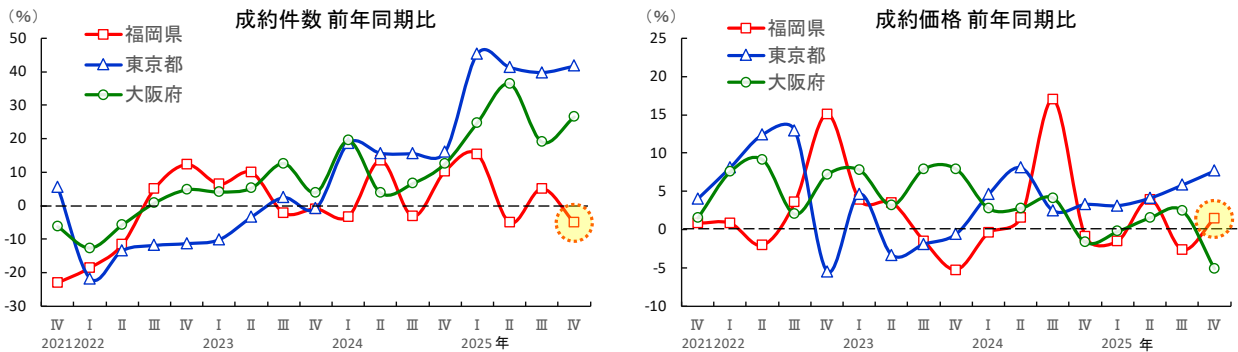 （%）
成約件数 前年同期比
福岡県
東京都
大阪府
50
40
30
20
10
0
-10
-20
-30
Ⅳ Ⅰ Ⅱ Ⅲ Ⅳ Ⅰ Ⅱ Ⅲ Ⅳ Ⅰ Ⅱ Ⅲ Ⅳ Ⅰ Ⅱ Ⅲ Ⅳ
2021 2022 2023 2024 2025 年
（%）
成約価格 前年同期比
福岡県
東京都
大阪府
25
20
15
10
5
0
-5
-10
Ⅳ Ⅰ Ⅱ Ⅲ Ⅳ Ⅰ Ⅱ Ⅲ Ⅳ Ⅰ Ⅱ Ⅲ Ⅳ Ⅰ Ⅱ Ⅲ Ⅳ
2021 2022 2023 2024 2025 年